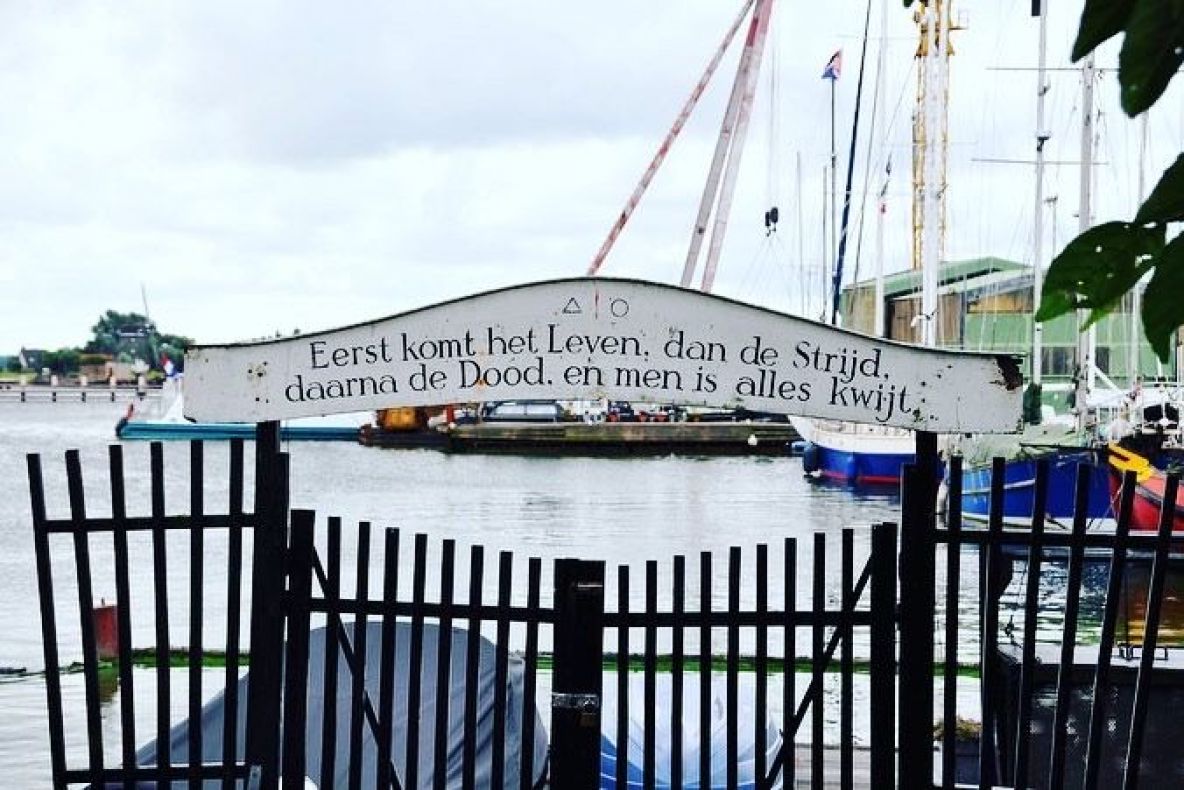 Eerst komt het Leven, dan de Strijd,
daarna de Dood. en men is alles kwijt.